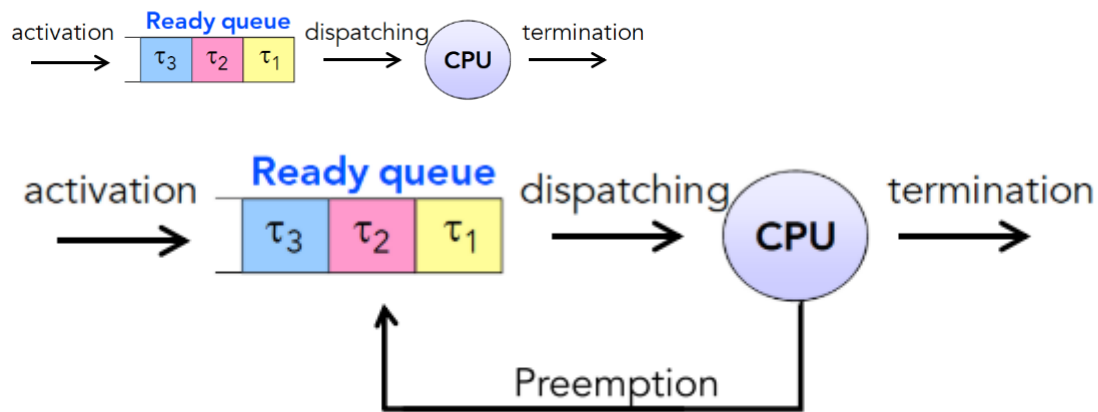 Ready queue
activation dispatching termination
τ3 τ2 τ1 CPU
Ready queue
activation dispatching termination
τ3 τ2 τ1 CPU
Preemption